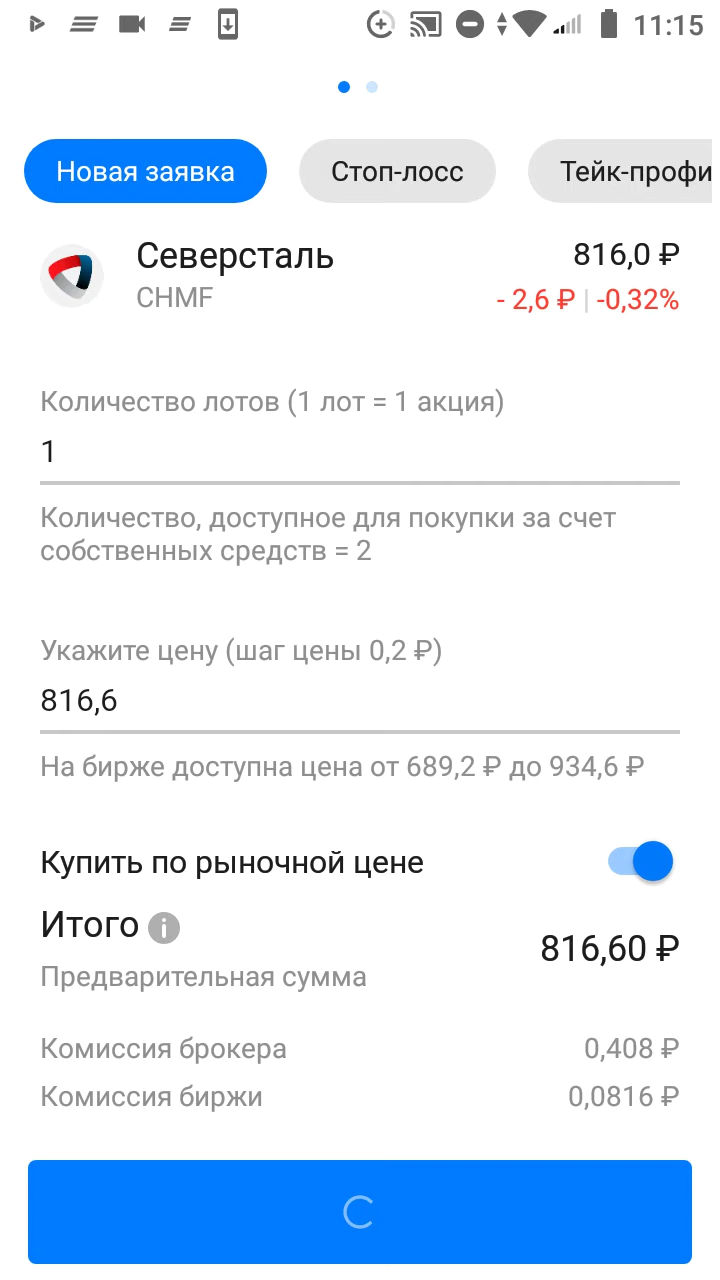 11:15
Новая заявка
Стоп-лосс
Тейк-профи
Северсталь
816,0 ₽
CHMF
- 2,6 ₽ | -0,32%
Количество лотов (1 лот = 1 акция)
1
Количество, доступное для покупки за счет
собственных средств = 2
Укажите цену (шаг цены 0,2 ₽)
816,6
На бирже доступна цена от 689,2 ₽ до 934,6 ₽
Купить по рыночной цене
Итого
816,60 ₽
Предварительная сумма
Комиссия брокера
0,408 ₽
Комиссия биржи
0,0816 ₽